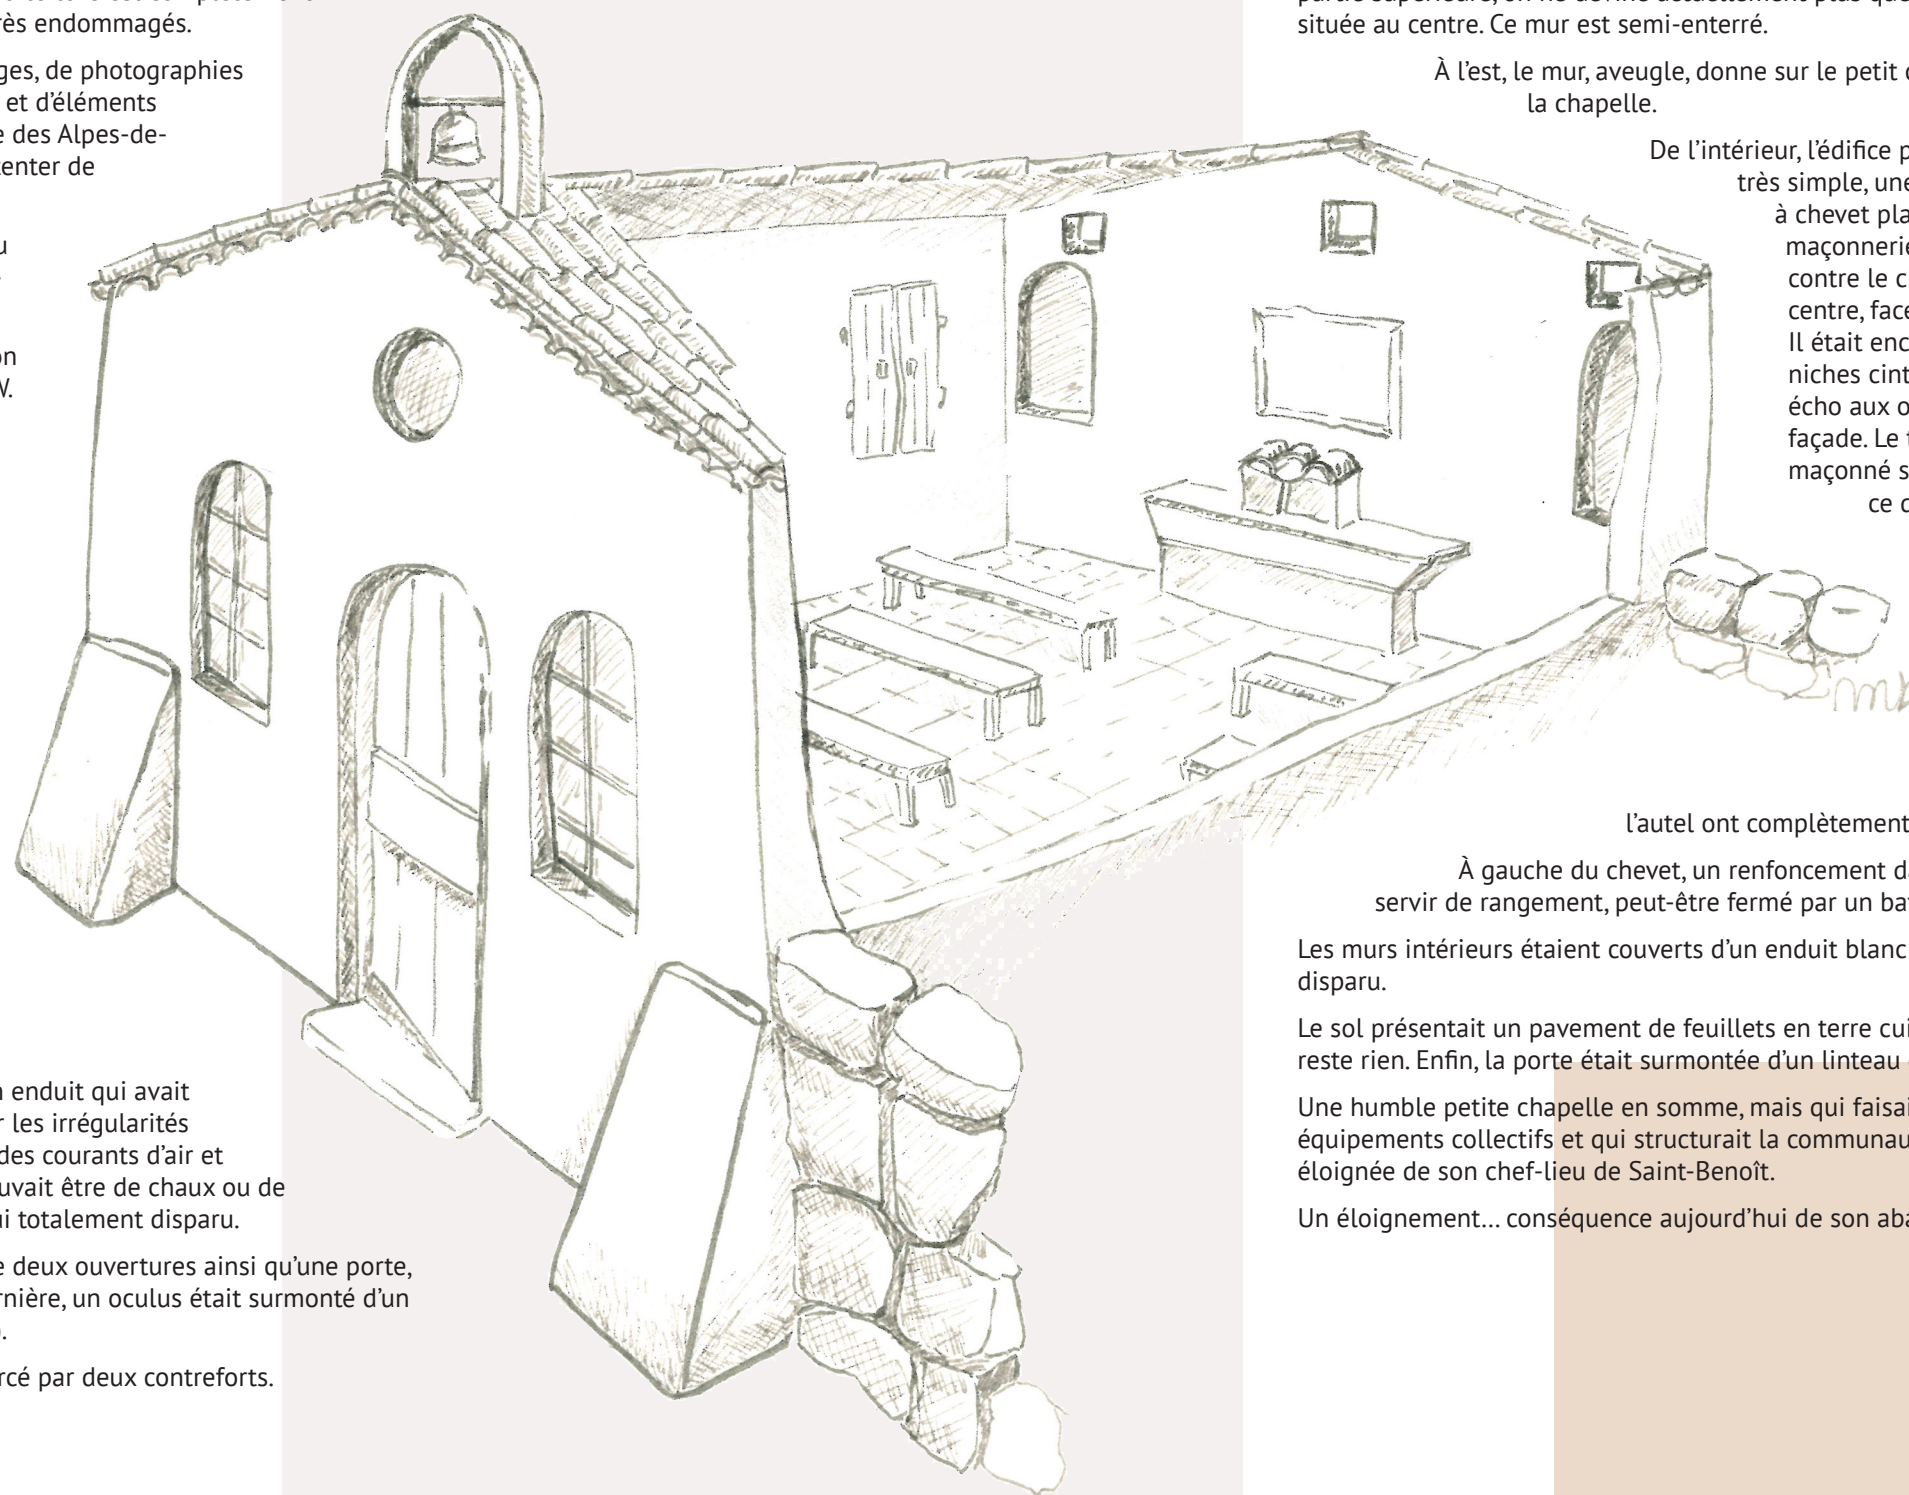 rès endommagés.
ges, de photographies
et d'éléments
e des Alpes-de-
enter de
u
on
W.
n enduit qui avait
r les irrégularités
des courants d'air et
uvait être de chaux ou de
ui totalement disparu.
e deux ouvertures ainsi qu'une porte,
rnière, un oculus était surmonté d'un
rcé par deux contreforts.
située au centre. Ce mur est semi-enterré.
À l'est, le mur, aveugle, donne sur le petit c
la chapelle.
De l'intérieur, l'édifice p
très simple, une
à chevet pla
maçonnerie
contre le c
centre, face
Il était enc
niches cint
écho aux o
façade. Le t
maçonné s
ce c
l'autel ont complètement
À gauche du chevet, un renfoncement da
servir de rangement, peut-être fermé par un bat
Les murs intérieurs étaient couverts d'un enduit blanc
disparu.
Le sol présentait un pavement de feuillets en terre cui
reste rien. Enfin, la porte était surmontée d'un linteau
Une humble petite chapelle en somme, mais qui faisai
équipements collectifs et qui structurait la communau
éloignée de son chef-lieu de Saint-Benoît.
Un éloignement… conséquence aujourd'hui de son aba